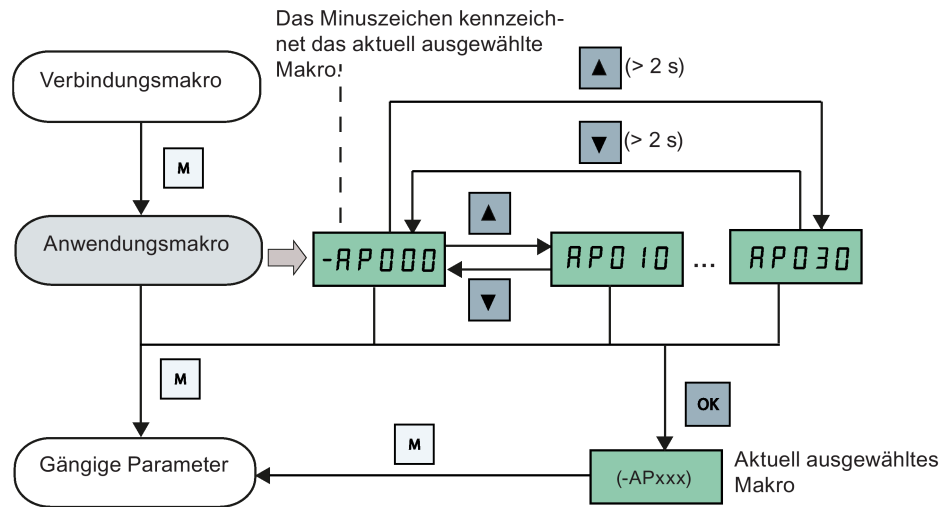 Das Minuszeichen kennzeich-
net das aktuell ausgewählte
Makro.
Verbindungsmakro
▲ (> 2 s)
▼ (> 2 s)
M
▲
Anwendungsmakro
-AP000
AP010
...
AP030
▼
M
OK
M
Gängige Parameter
(-APxxx)
Aktuell ausgewähltes
Makro